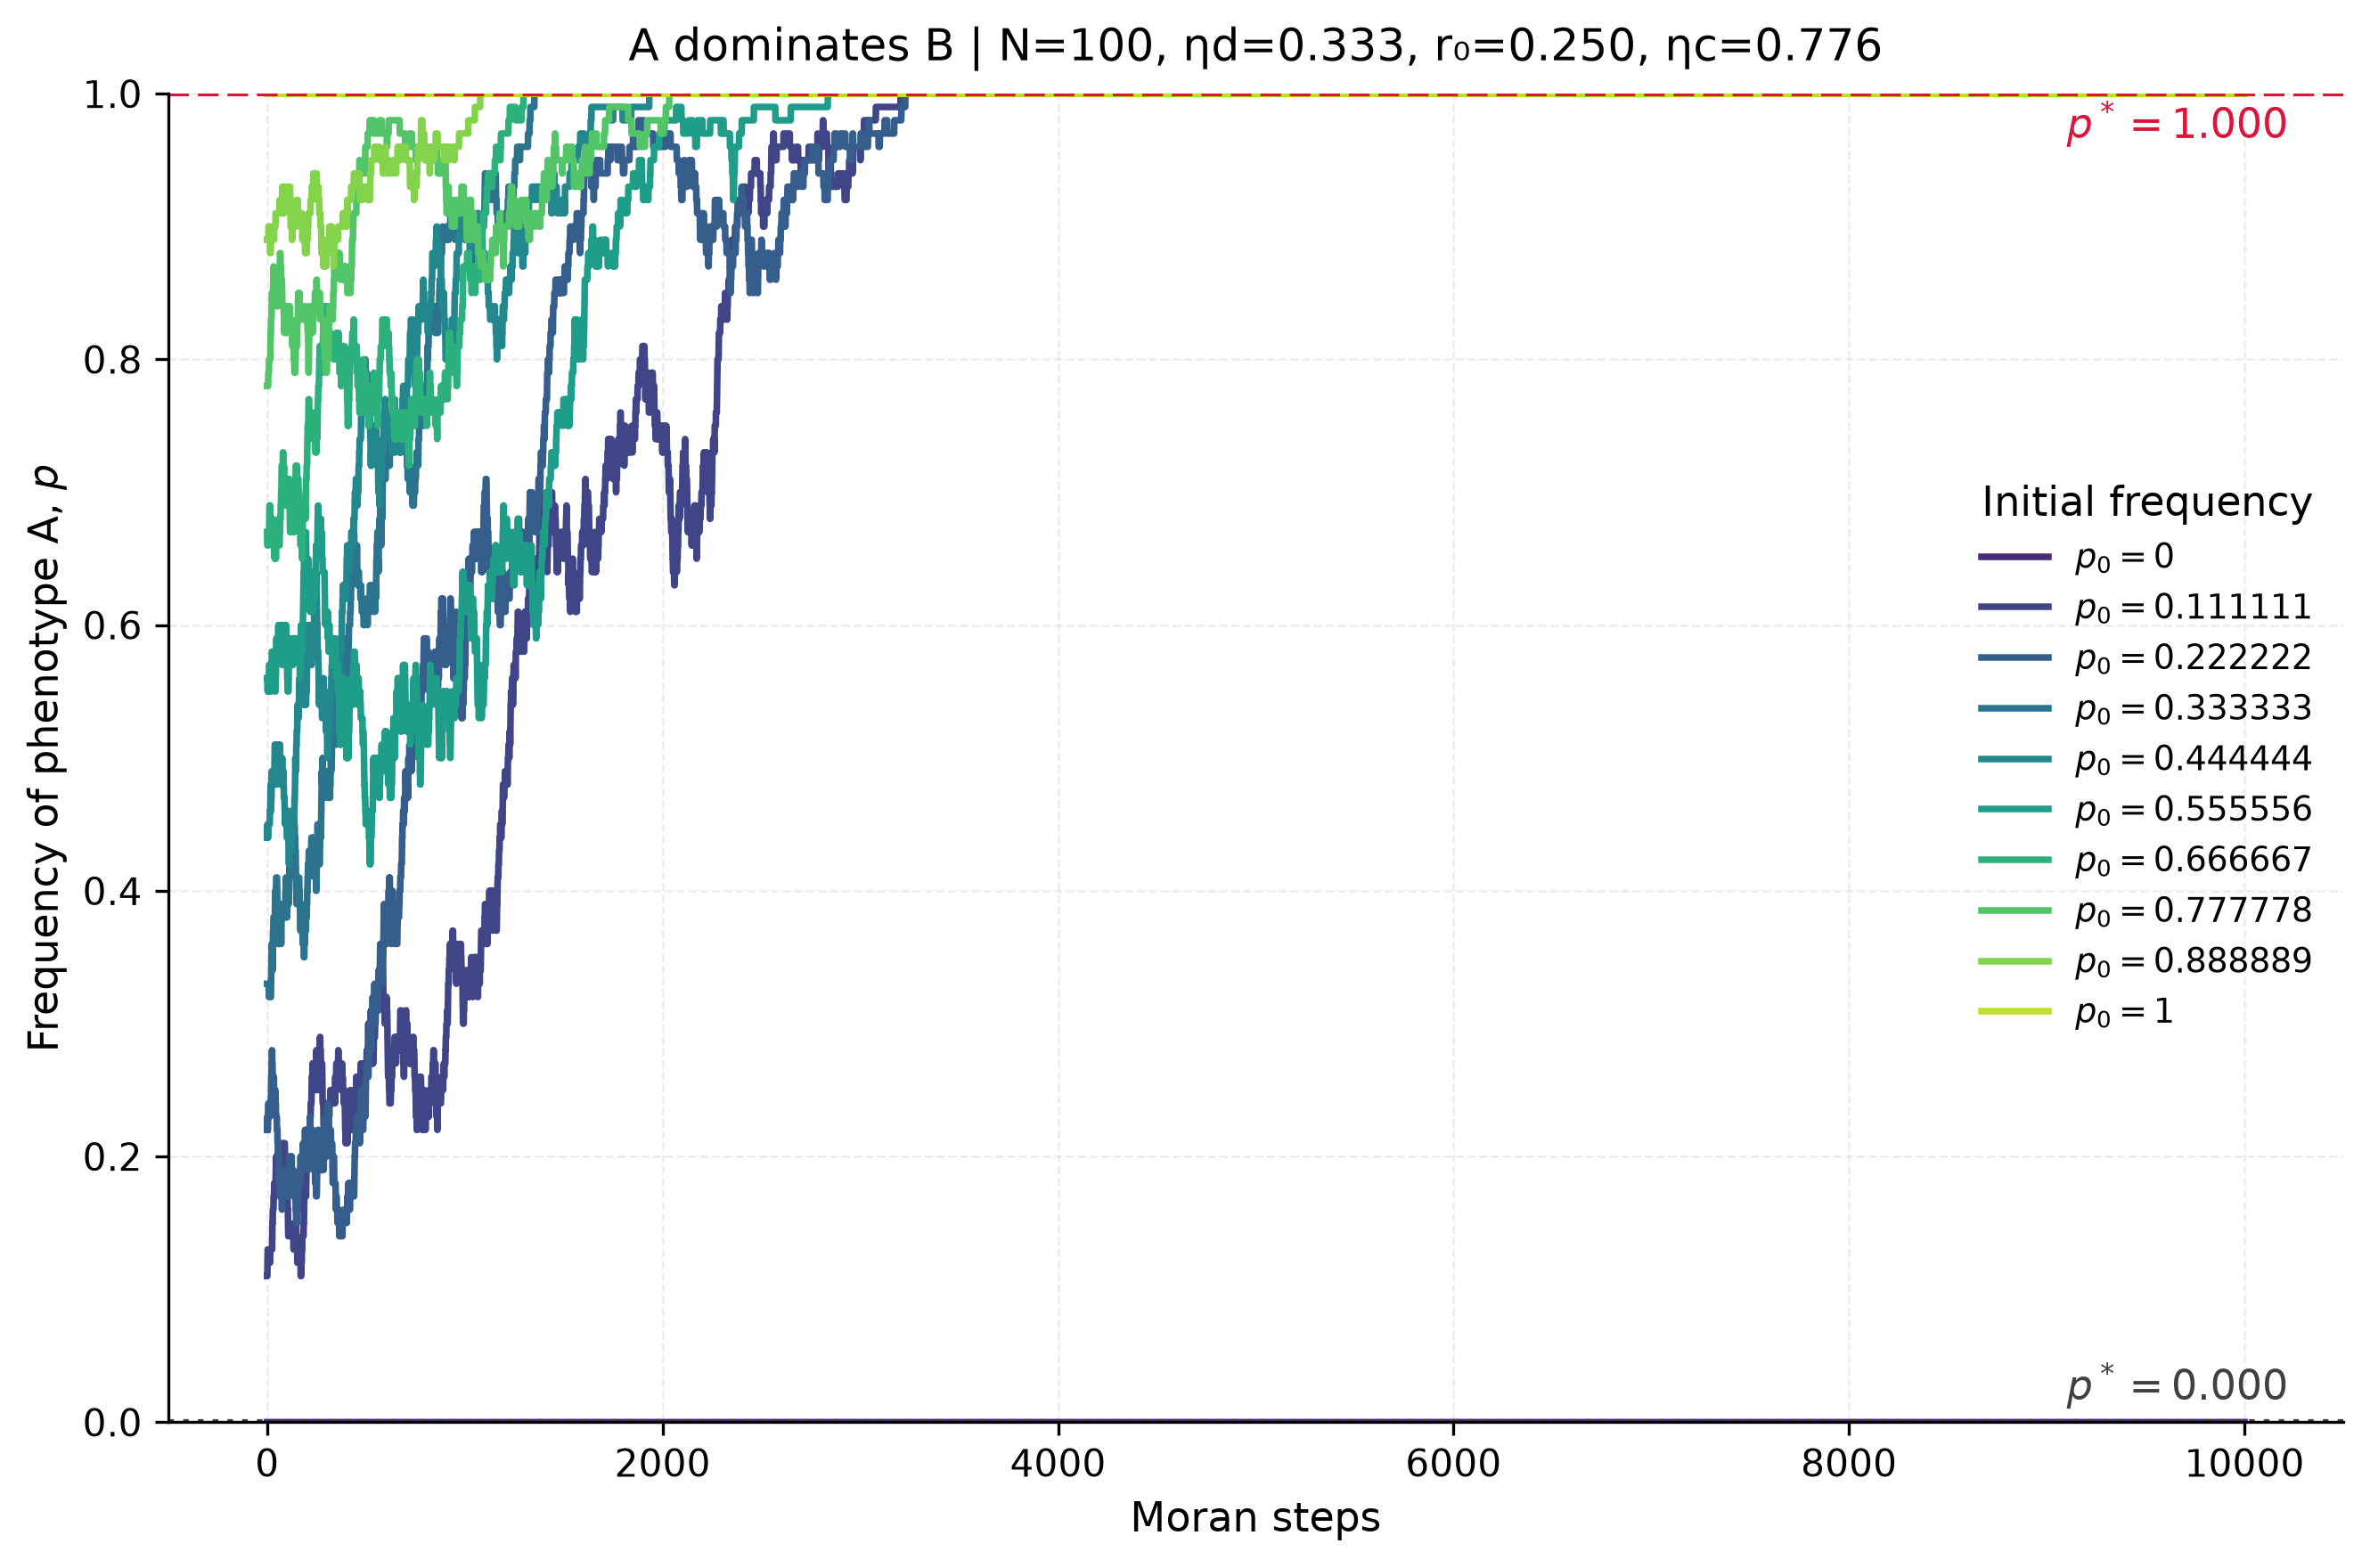 A dominates B | N=100, ηd=0.333, r₀=0.250, ηc=0.776
Frequency of phenotype A, p
1.0
0.8
0.6
0.4
0.2
0.0
p* = 1.000
Initial frequency
p₀ = 0
p₀ = 0.111111
p₀ = 0.222222
p₀ = 0.333333
p₀ = 0.444444
p₀ = 0.555556
p₀ = 0.666667
p₀ = 0.777778
p₀ = 0.888889
p₀ = 1
p* = 0.000
0 2000 4000 6000 8000 10000
Moran steps